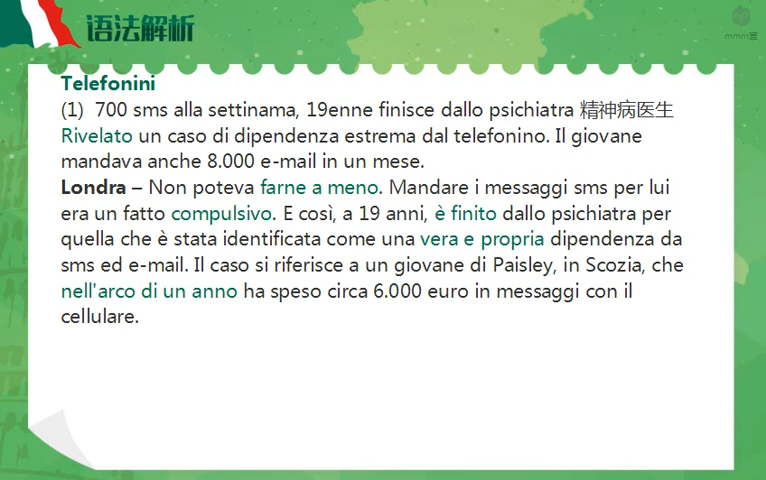 语法解析
mmm翼
Telefonini
(1) 700 sms alla settinama, 19enne finisce dallo psichiatra 精神病医生
Rivelato un caso di dipendenza estrema dal telefonino. Il giovane
mandava anche 8.000 e-mail in un mese.
Londra – Non poteva farne a meno. Mandare i messaggi sms per lui
era un fatto compulsivo. E così, a 19 anni, è finito dallo psichiatra per
quella che è stata identificata come una vera e propria dipendenza da
sms ed e-mail. Il caso si riferisce a un giovane di Paisley, in Scozia, che
nell'arco di un anno ha speso circa 6.000 euro in messaggi con il
cellulare.